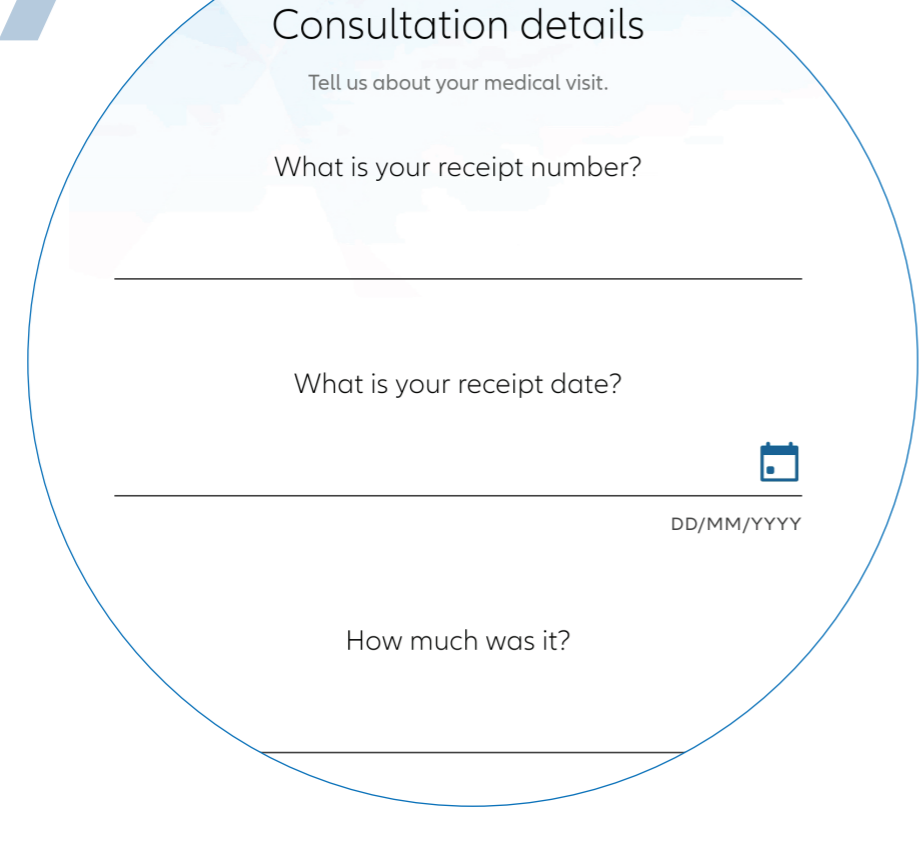 Consultation details
Tell us about your medical visit.
What is your receipt number?
What is your receipt date?
DD/MM/YYYY
How much was it?